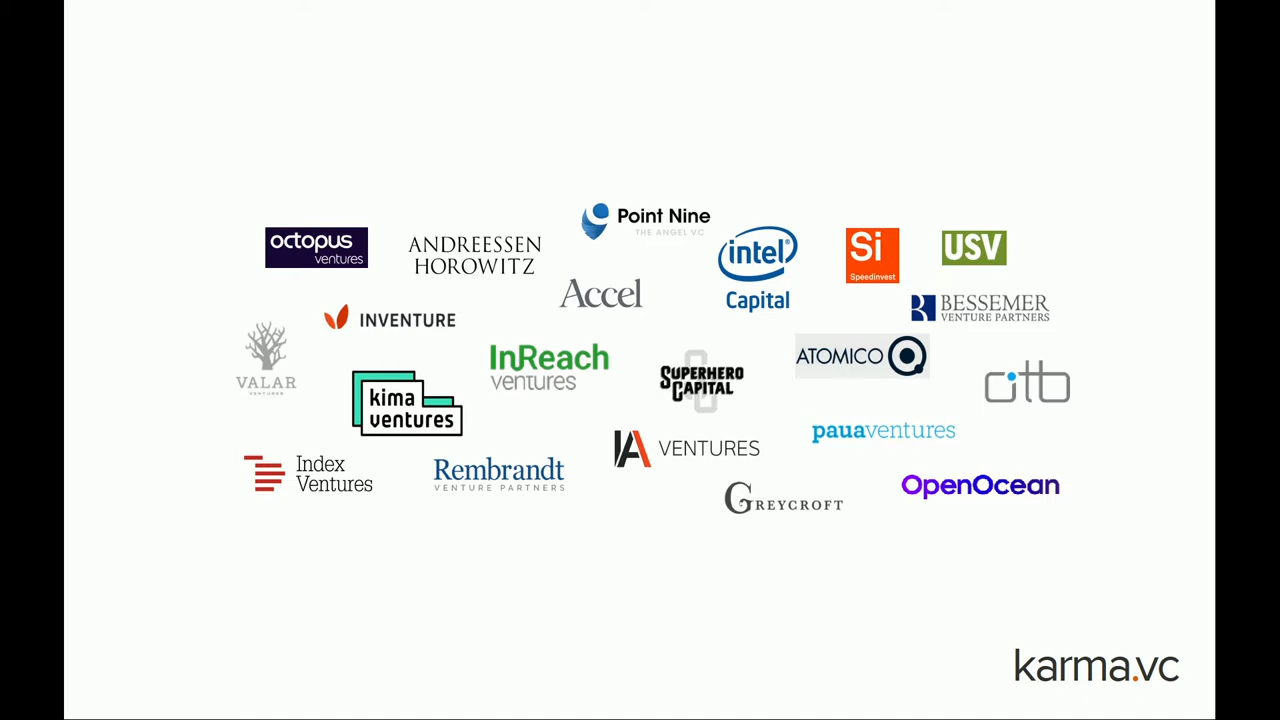 Point Nine
THE ANGEL VC
octopus
ventures
ANDREESSEN
HOROWITZ
intel®
Capital
Si
Speedinvest
USV
Accel
BESSEMER
VENTURE PARTNERS
INVENTURE
VALAR
VENTURES
InReach
ventures
SUPERHERO
CAPITAL
ATOMICO
kima
ventures
IA VENTURES
pauaventures
Index
Ventures
Rembrandt
VENTURE PARTNERS
GREYCROFT
OpenOcean
karma.vc